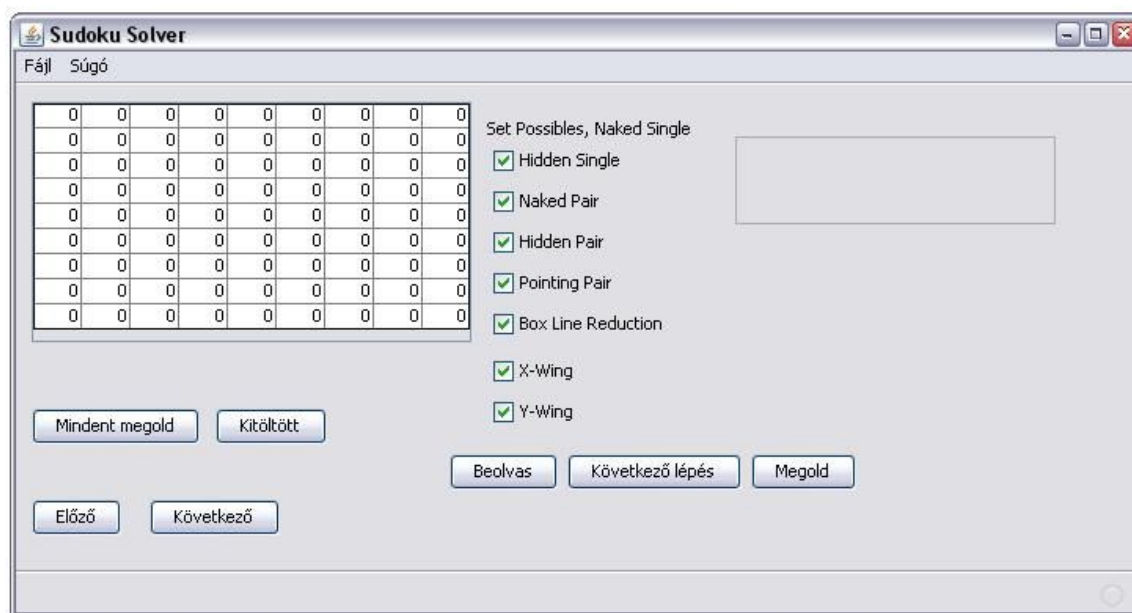 Sudoku Solver
Fájl Súgó
0 0 0 0 0 0 0 0 0
0 0 0 0 0 0 0 0 0
0 0 0 0 0 0 0 0 0
0 0 0 0 0 0 0 0 0
0 0 0 0 0 0 0 0 0
0 0 0 0 0 0 0 0 0
0 0 0 0 0 0 0 0 0
0 0 0 0 0 0 0 0 0
0 0 0 0 0 0 0 0 0
Set Possibles, Naked Single
Hidden Single
Naked Pair
Hidden Pair
Pointing Pair
Box Line Reduction
X-Wing
Y-Wing
Mindent megold Kitöltött
Beolvas Következő lépés Megold
Előző Következő